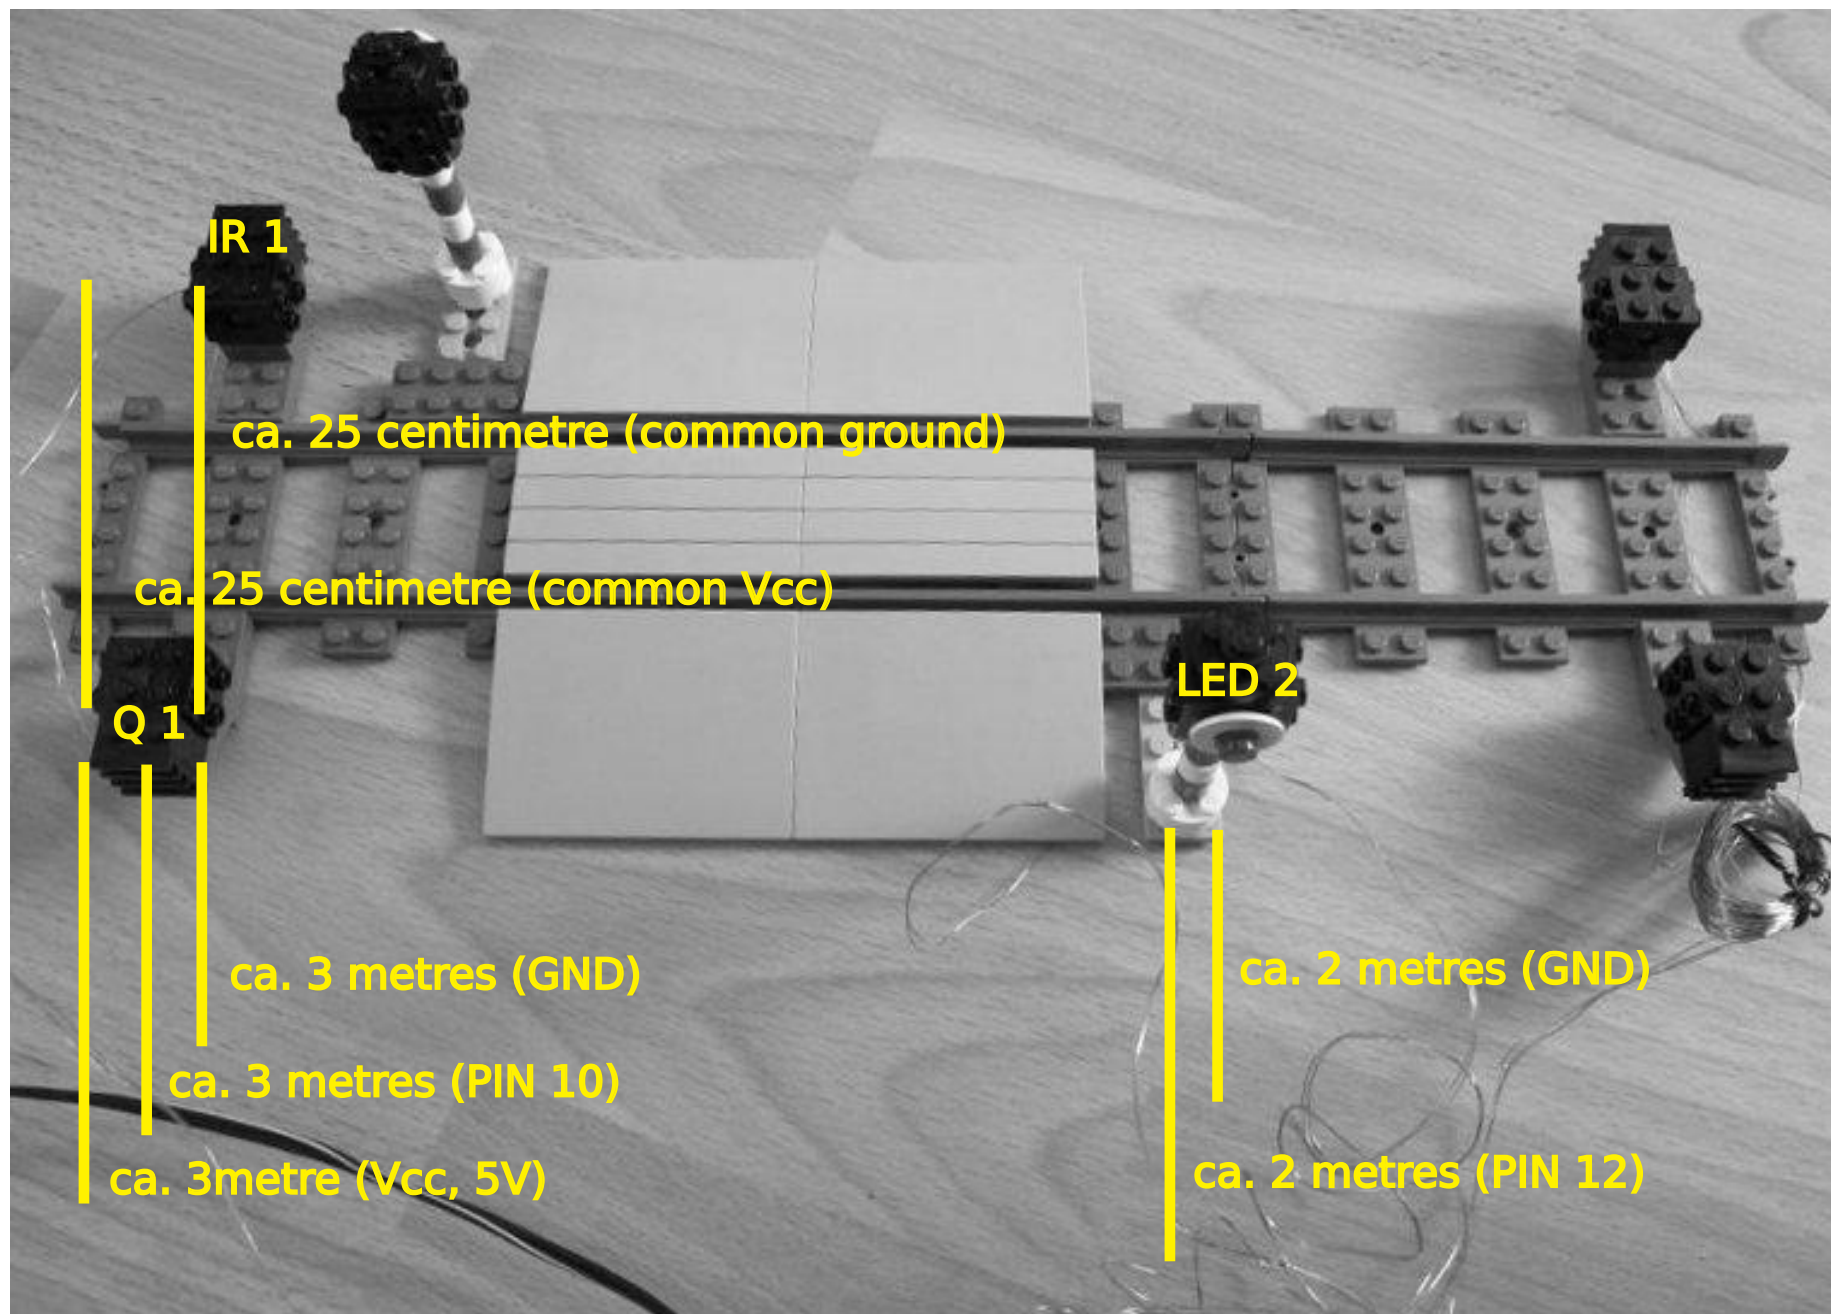 IR 1
ca. 25 centimetre (common ground)
ca. 25 centimetre (common Vcc)
LED 2
Q 1
ca. 3 metres (GND)
ca. 2 metres (GND)
ca. 3 metres (PIN 10)
ca. 3metre (Vcc, 5V)
ca. 2 metres (PIN 12)